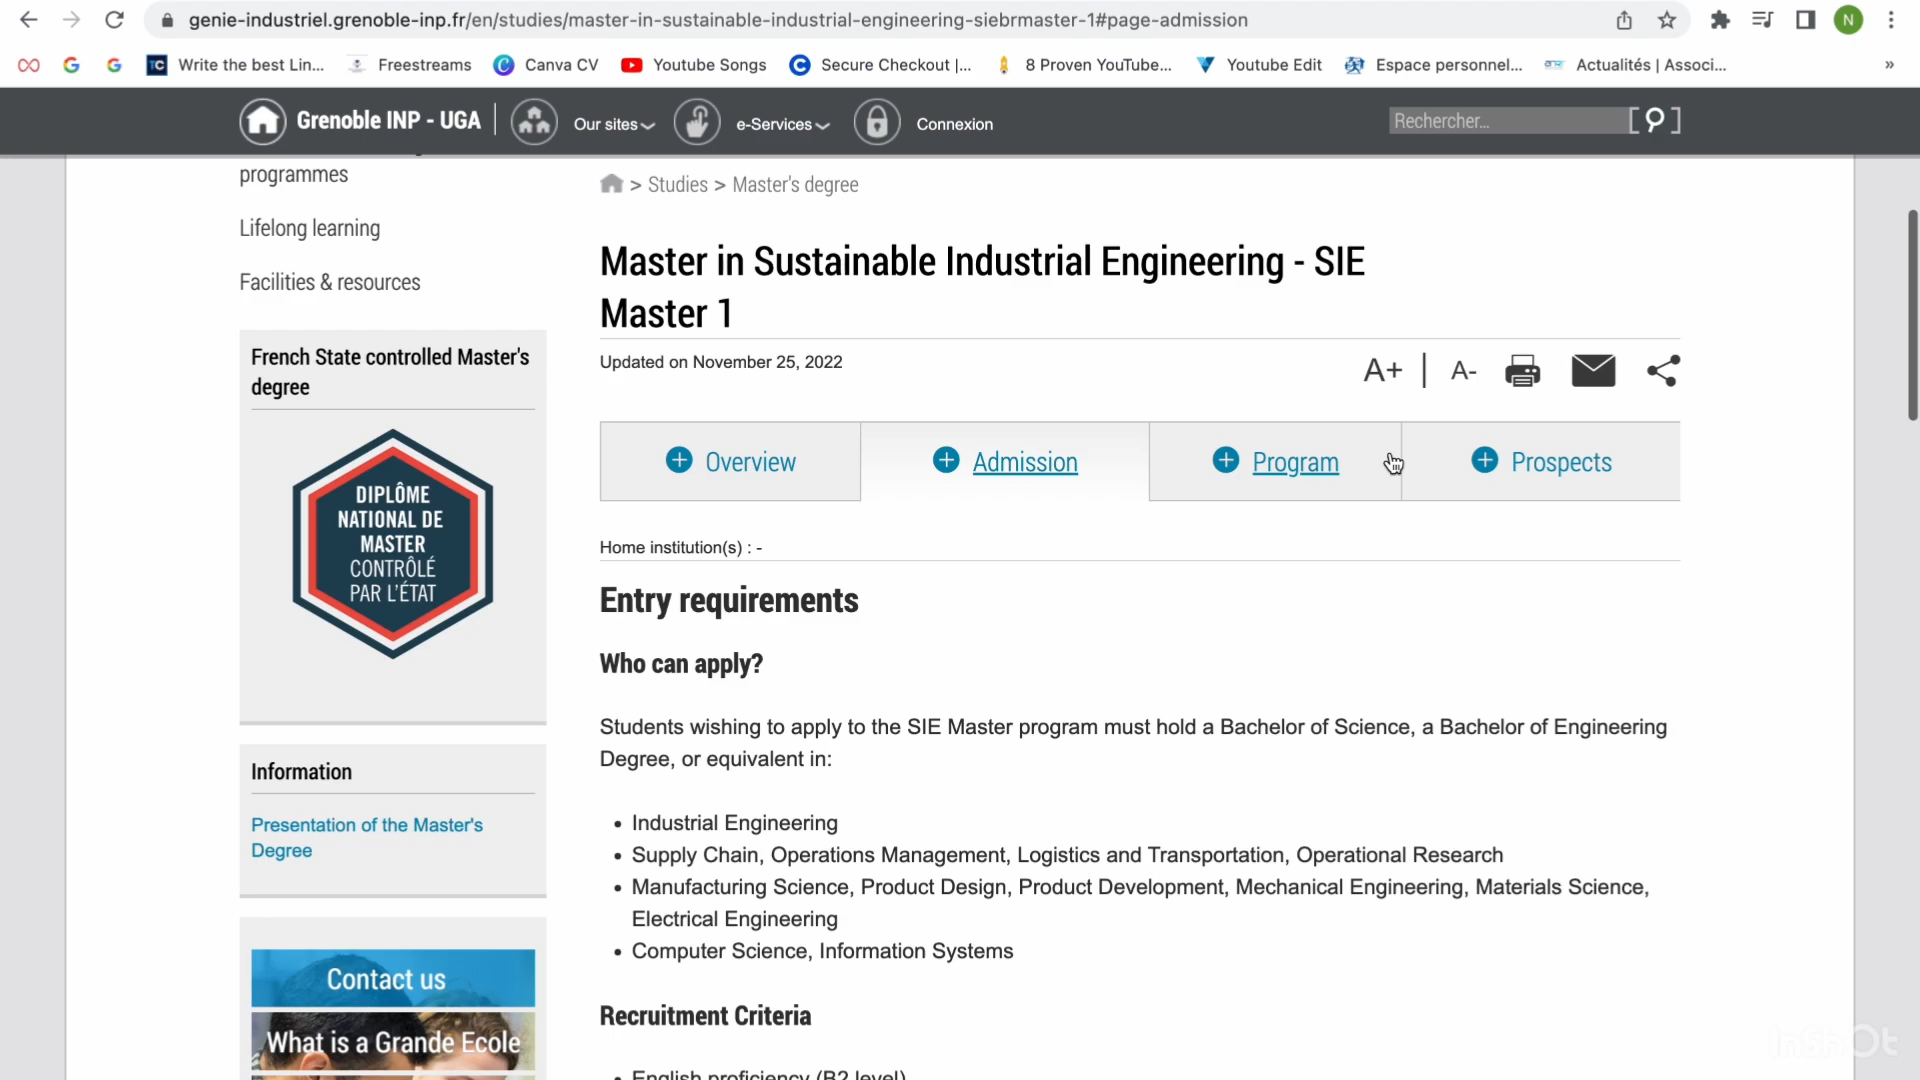 genie-industriel.grenoble-inp.fr/en/studies/master-in-sustainable-industrial-engineering-siebrmaster-1#page-admission
N
TC Write the best Lin... Freestreams Canva CV Youtube Songs Secure Checkout |... 8 Proven YouTube... Youtube Edit Espace personnel... Actualités | Associ... »
Grenoble INP - UGA Our sites e-Services Connexion Rechercher...
programmes
Lifelong learning
Facilities & resources
French State controlled Master's
degree
DIPLÔME
NATIONAL DE
MASTER
CONTRÔLÉ
PAR L'ÉTAT
Information
Presentation of the Master's
Degree
Contact us
What is a Grande Ecole
> Studies > Master's degree
Master in Sustainable Industrial Engineering - SIE
Master 1
Updated on November 25, 2022
A+ | A-
Overview Admission Program Prospects
Home institution(s) : -
Entry requirements
Who can apply?
Students wishing to apply to the SIE Master program must hold a Bachelor of Science, a Bachelor of Engineering
Degree, or equivalent in:
• Industrial Engineering
• Supply Chain, Operations Management, Logistics and Transportation, Operational Research
• Manufacturing Science, Product Design, Product Development, Mechanical Engineering, Materials Science,
Electrical Engineering
• Computer Science, Information Systems
Recruitment Criteria
• English proficiency (B2 level)
InShOt